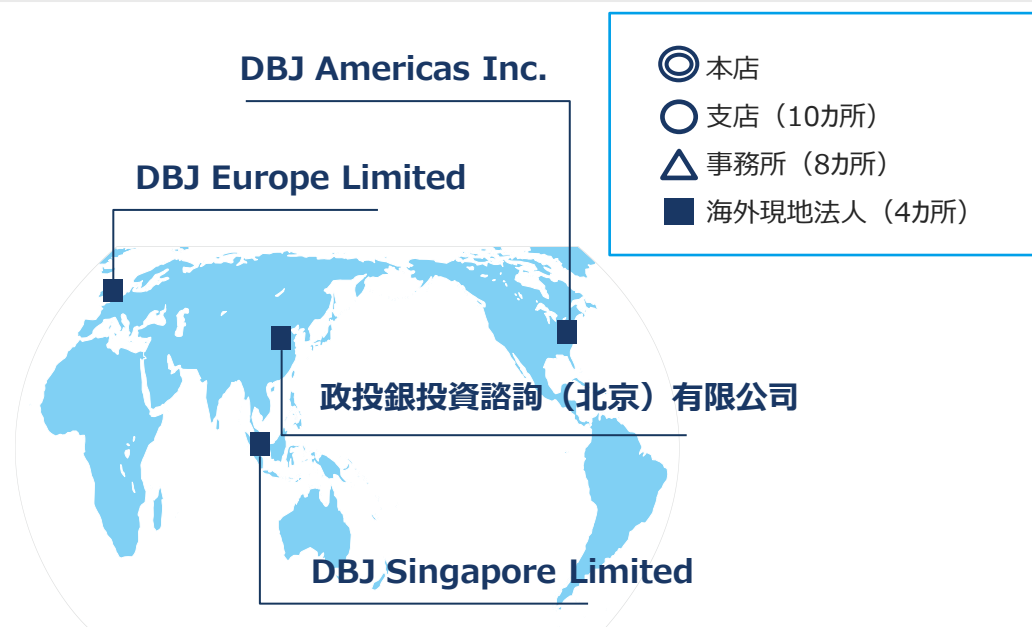 DBJ Americas Inc.
DBJ Europe Limited
本店
支店（10カ所）
事務所（8カ所）
海外現地法人（4カ所）
政投銀投資諮詢（北京）有限公司
DBJ Singapore Limited